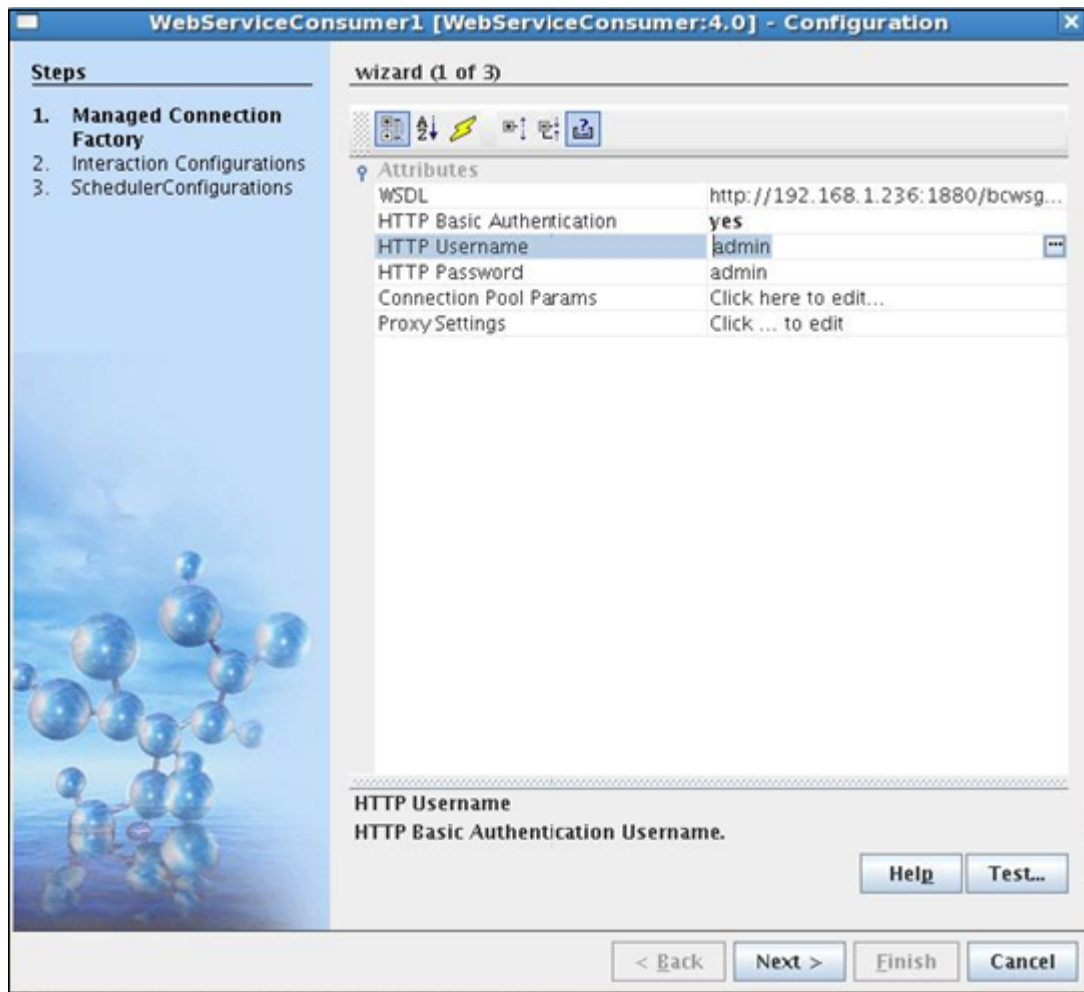 WebServiceConsumer1 [WebServiceConsumer:4.0] - Configuration
Steps
1. Managed Connection
Factory
2. Interaction Configurations
3. SchedulerConfigurations
wizard (1 of 3)
Attributes
WSDL http://192.168.1.236:1880/bcwsg...
HTTP Basic Authentication yes
HTTP Username admin ...
HTTP Password admin
Connection Pool Params Click here to edit...
Proxy Settings Click ... to edit
HTTP Username
HTTP Basic Authentication Username.
Help Test...
< Back Next > Finish Cancel